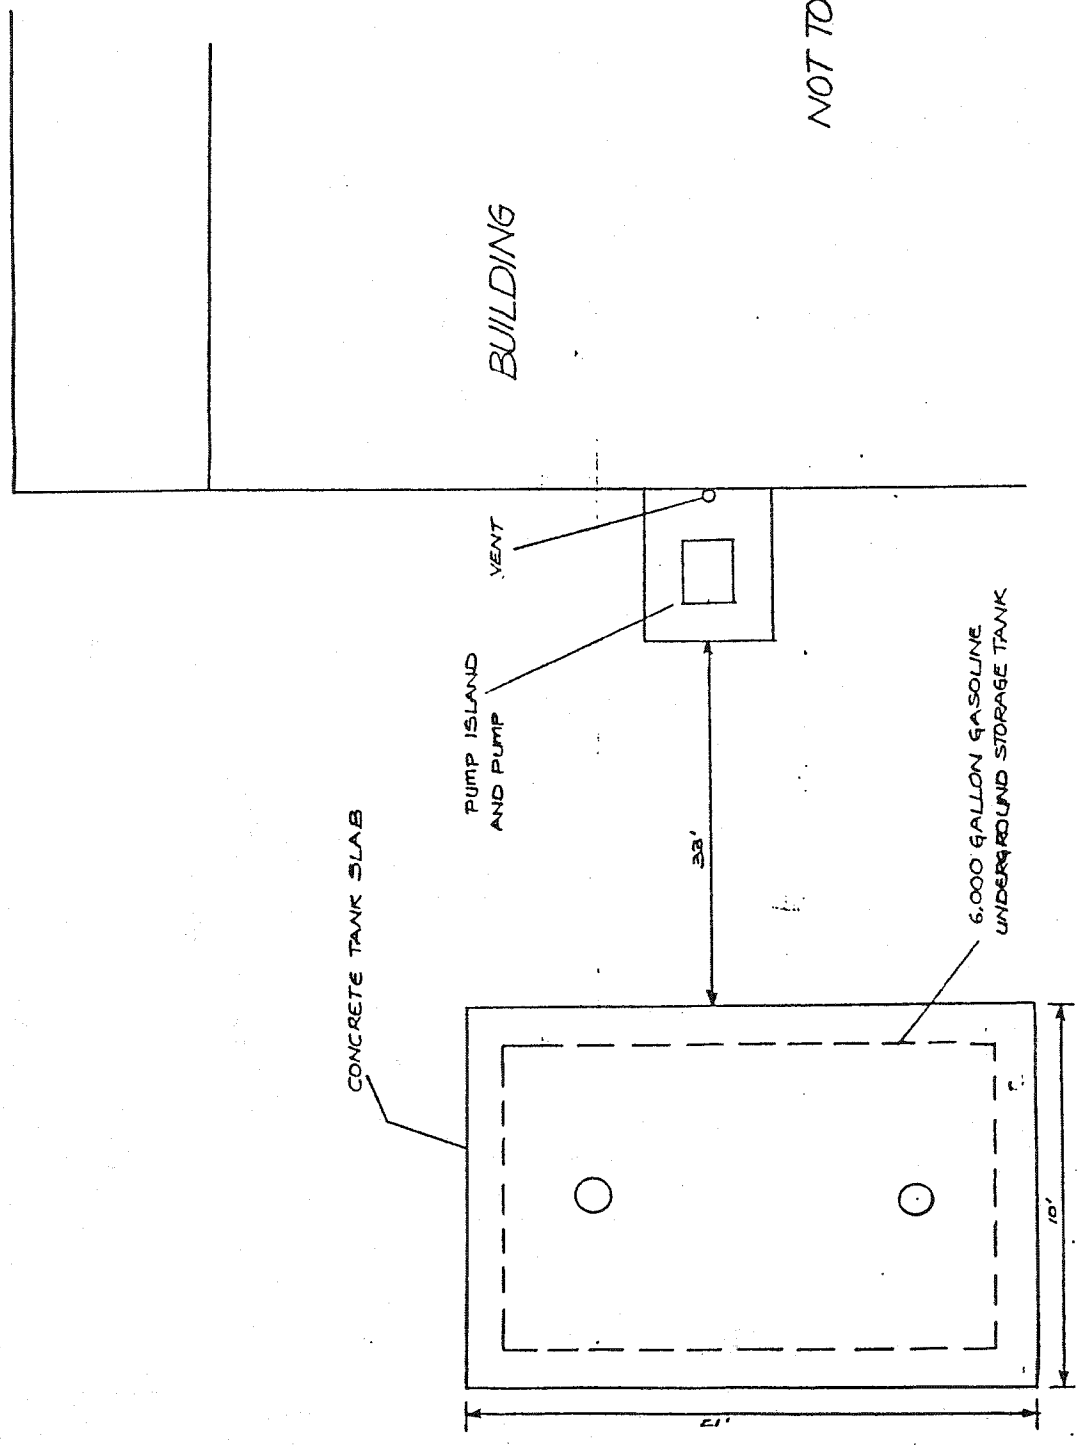 CONCRETE TANK SLAB
PUMP ISLAND
AND PUMP
VENT
BUILDING
33'
21'
NOT TO
6,000 GALLON GASOLINE
UNDERGROUND STORAGE TANK
10'